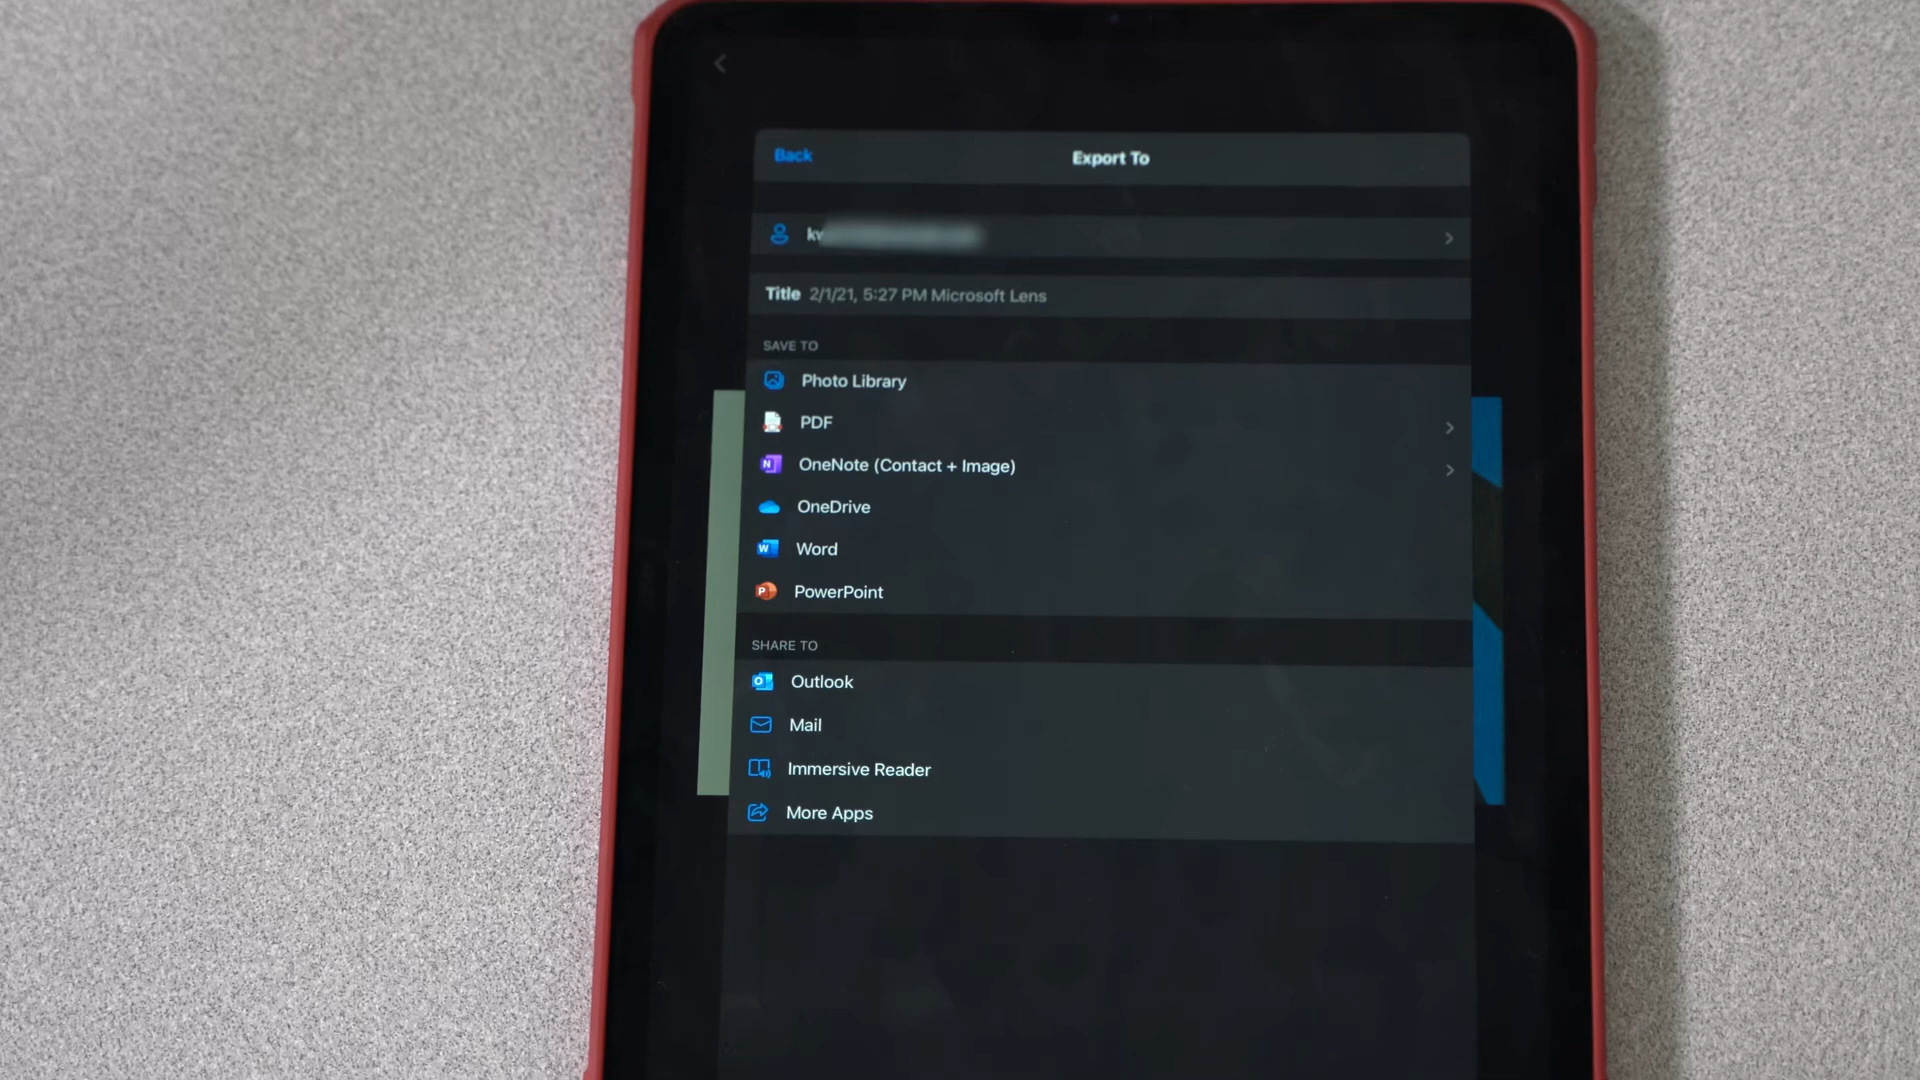 Back
Export To
Title 2/1/21, 5:27 PM Microsoft Lens
SAVE TO
Photo Library
PDF
OneNote (Contact + Image)
OneDrive
Word
PowerPoint
SHARE TO
Outlook
Mail
Immersive Reader
More Apps